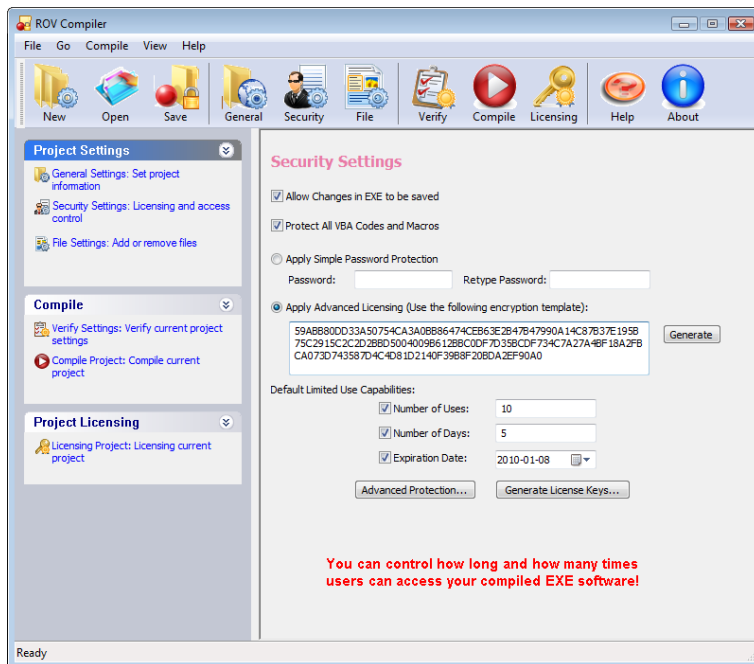 ROV Compiler
File Go Compile View Help
New Open Save General Security File Verify Compile Licensing Help About
Project Settings
General Settings: Set project
information
Security Settings: Licensing and access
control
File Settings: Add or remove files
Compile
Verify Settings: Verify current project
settings
Compile Project: Compile current
project
Project Licensing
Licensing Project: Licensing current
project
Security Settings
Allow Changes in EXE to be saved
Protect All VBA Codes and Macros
Apply Simple Password Protection
Password: Retype Password:
Apply Advanced Licensing (Use the following encryption template):
59ABB80DD33A50754CA3A0BB86474CEB63E2B47B47990A14C87B37E195B
75C2915C2C2D2BBD5004009B612BBC0DF7D35BCDF734C7A27A4BF18A2FB
CA073D743587D4C4D81D2140F39B8F20BDA2EF90A0
Generate
Default Limited Use Capabilities:
Number of Uses: 10
Number of Days: 5
Expiration Date: 2010-01-08
Advanced Protection... Generate License Keys...
You can control how long and how many times
users can access your compiled EXE software!
Ready